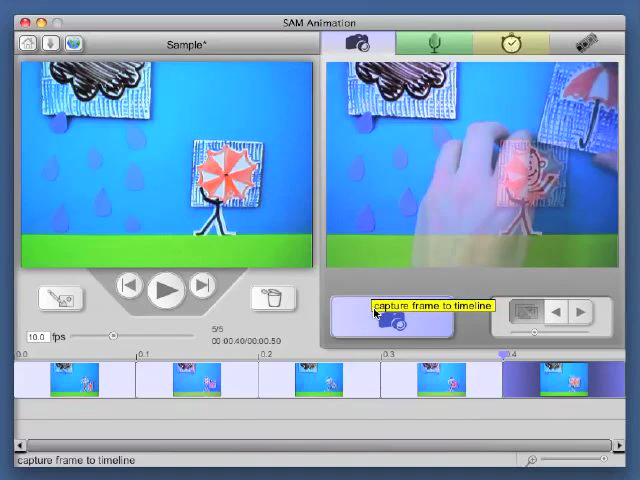 SAM Animation
Sample*
capture frame to timeline
10.0 fps
5/5
00:00.40/00:00.50
0.0 0.1 0.2 0.3 0.4
capture frame to timeline